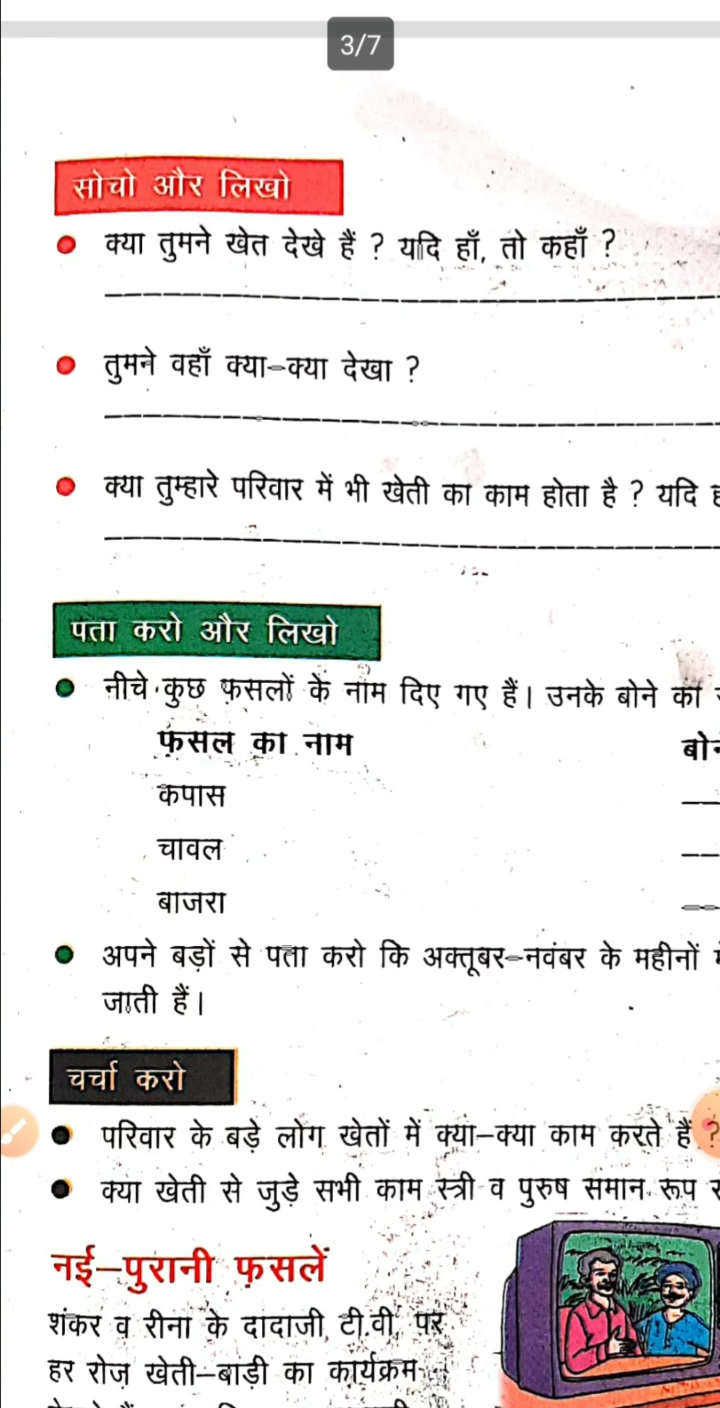 3/7
सोचो और लिखो
क्या तुमने खेत देखे हैं ? यदि हाँ, तो कहाँ ?
तुमने वहाँ क्या-क्या देखा ?
क्या तुम्हारे परिवार में भी खेती का काम होता है ? यदि
पता करो और लिखो
नीचे कुछ फ़सलों के नाम दिए गए हैं। उनके बोने का
फ़सल का नाम
कपास
चावल
बाजरा
अपने बड़ों से पता करो कि अक्तूबर-नवंबर के महीनों
जाती हैं।
चर्चा करो
परिवार के बड़े लोग खेतों में क्या-क्या काम करते हैं ?
क्या खेती से जुड़े सभी काम स्त्री व पुरुष समान रूप
नई-पुरानी फ़सलें
शंकर व रीना के दादाजी टी.वी. पर
हर रोज़ खेती-बाड़ी का कार्यक्रम